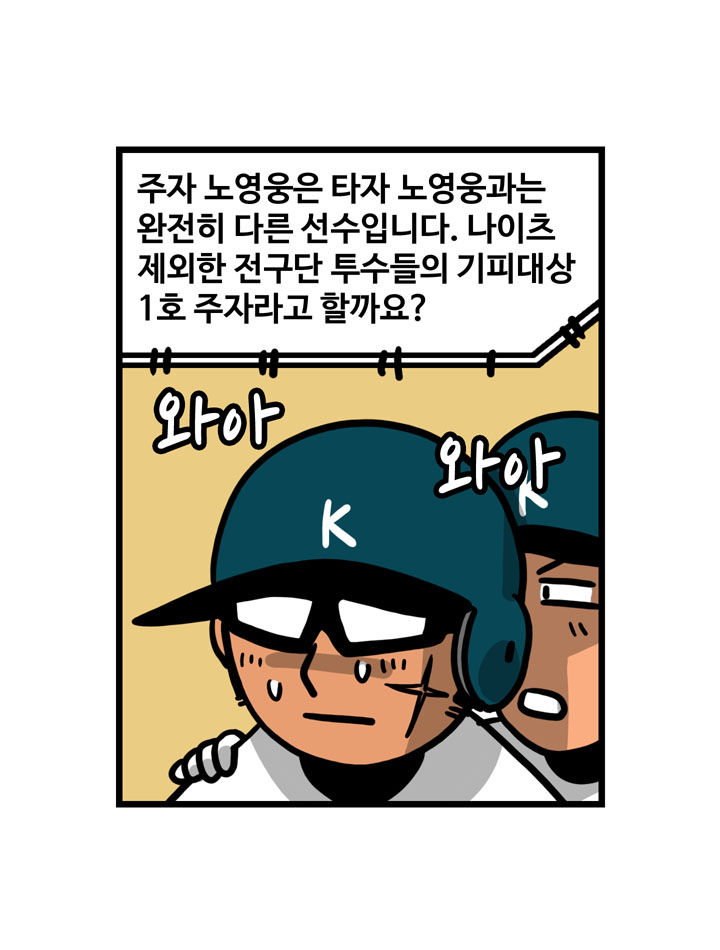 주자 노영웅은 타자 노영웅과는
완전히 다른 선수입니다. 나이츠
제외한 전구단 투수들의 기피대상
1호 주자라고 할까요?
와아
와아
K
K